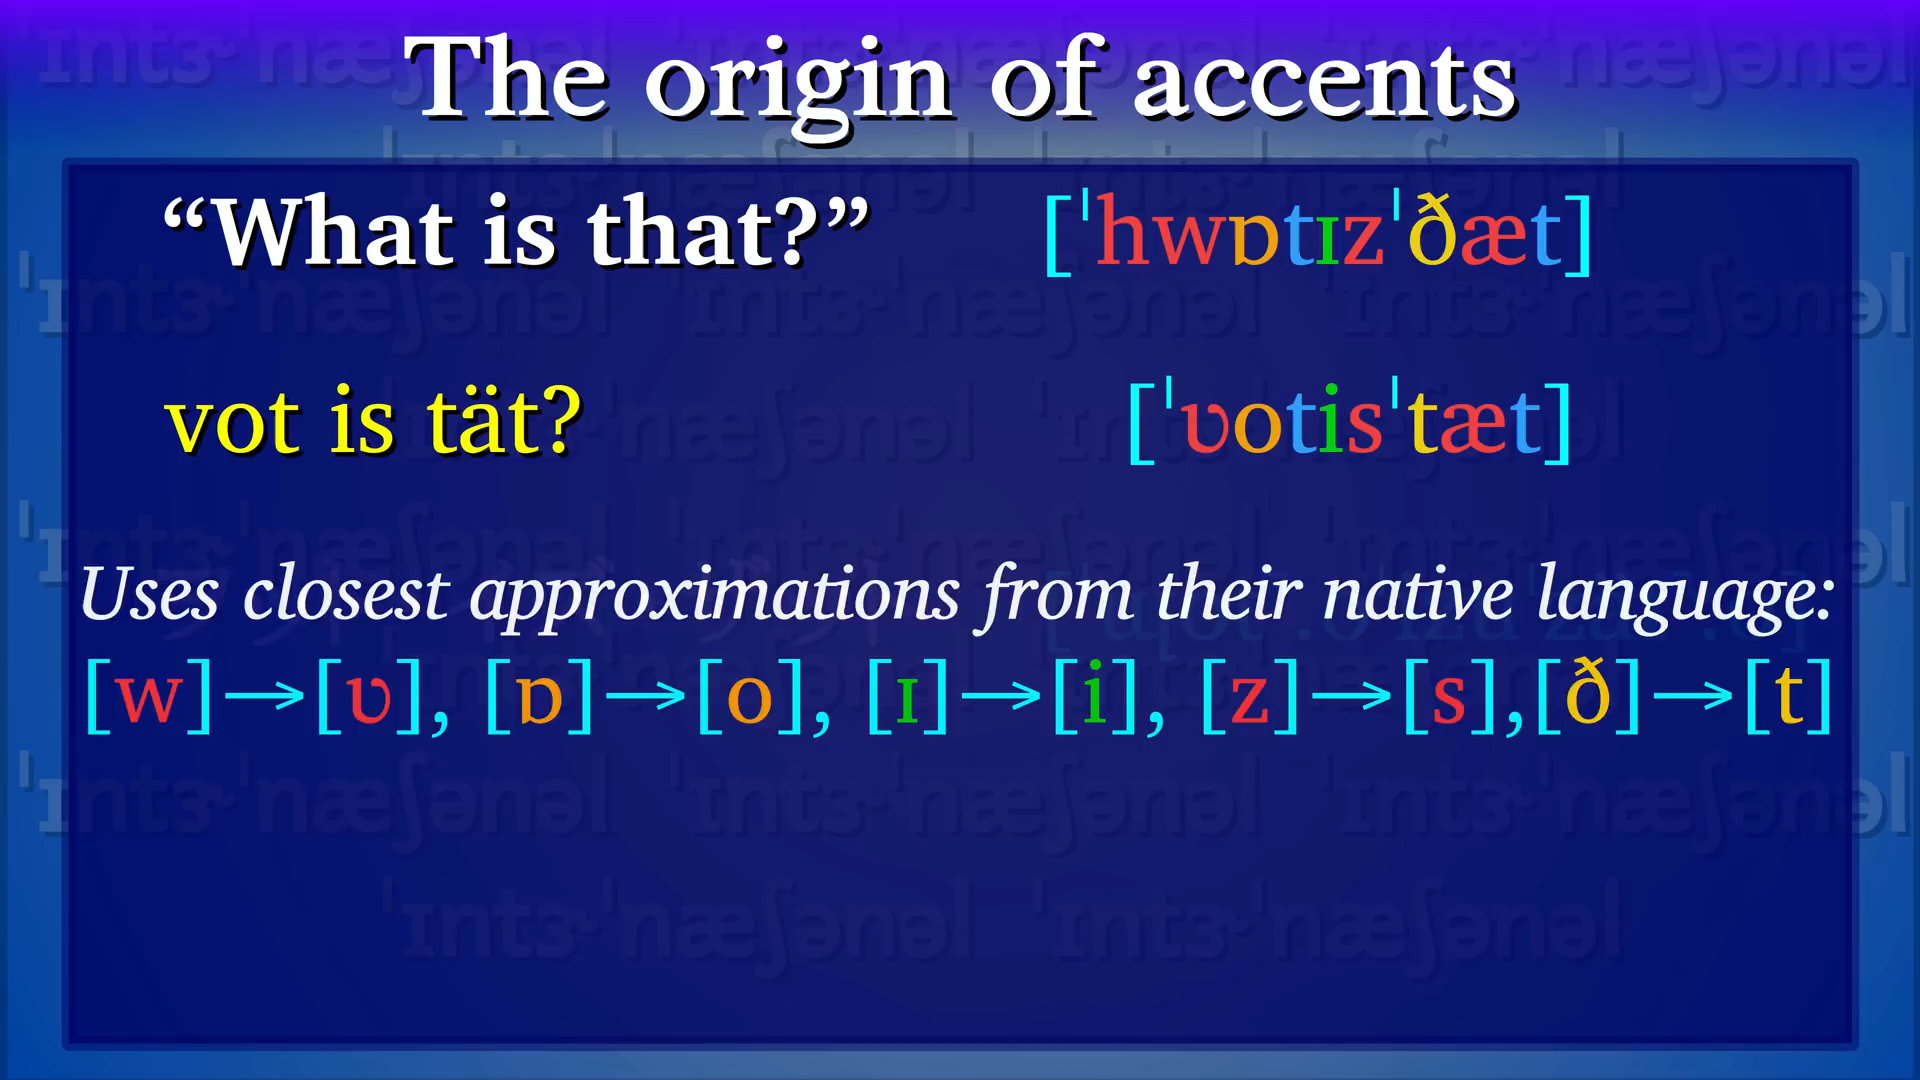 The origin of accents
“What is that?” [ˈhwɒtɪzˈðæt]
vot is tät? [ˈʋotisˈtæt]
Uses closest approximations from their native language:
[w]→[ʋ], [ɒ]→[o], [ɪ]→[i], [z]→[s],[ð]→[t]